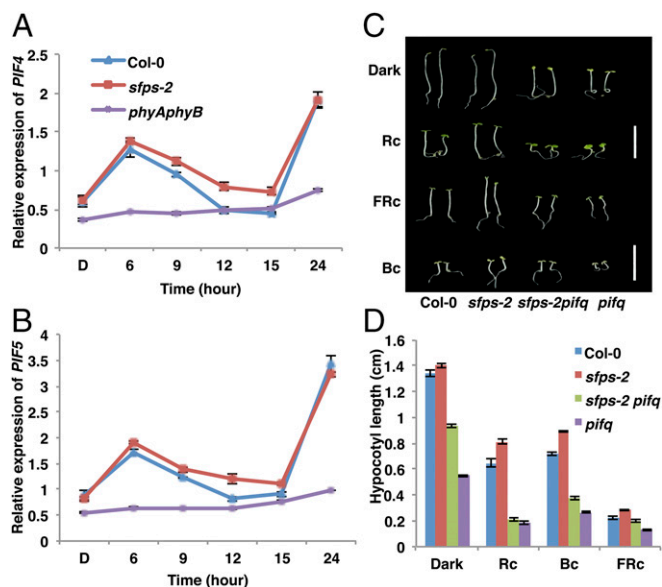 A
Relative expression of PIF4
2.5
2
1.5
1
0.5
0
Col-0
sfps-2
phyAphyB
D 6 9 12 15 24
Time (hour)
B
Relative expression of PIF5
4
3.5
3
2.5
2
1.5
1
0.5
0
D 6 9 12 15 24
Time (hour)
C
Dark
Rc
FRc
Bc
Col-0 sfps-2 sfps-2pifq pifq
D
Hypocotyl length (cm)
1.6
1.4
1.2
1
0.8
0.6
0.4
0.2
0
Col-0
sfps-2
sfps-2 pifq
pifq
Dark Rc Bc FRc